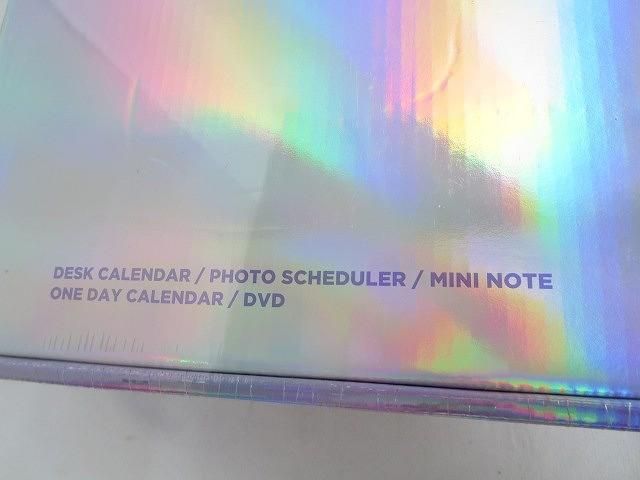 DESK CALENDAR / PHOTO SCHEDULER / MINI NOTE
ONE DAY CALENDAR / DVD